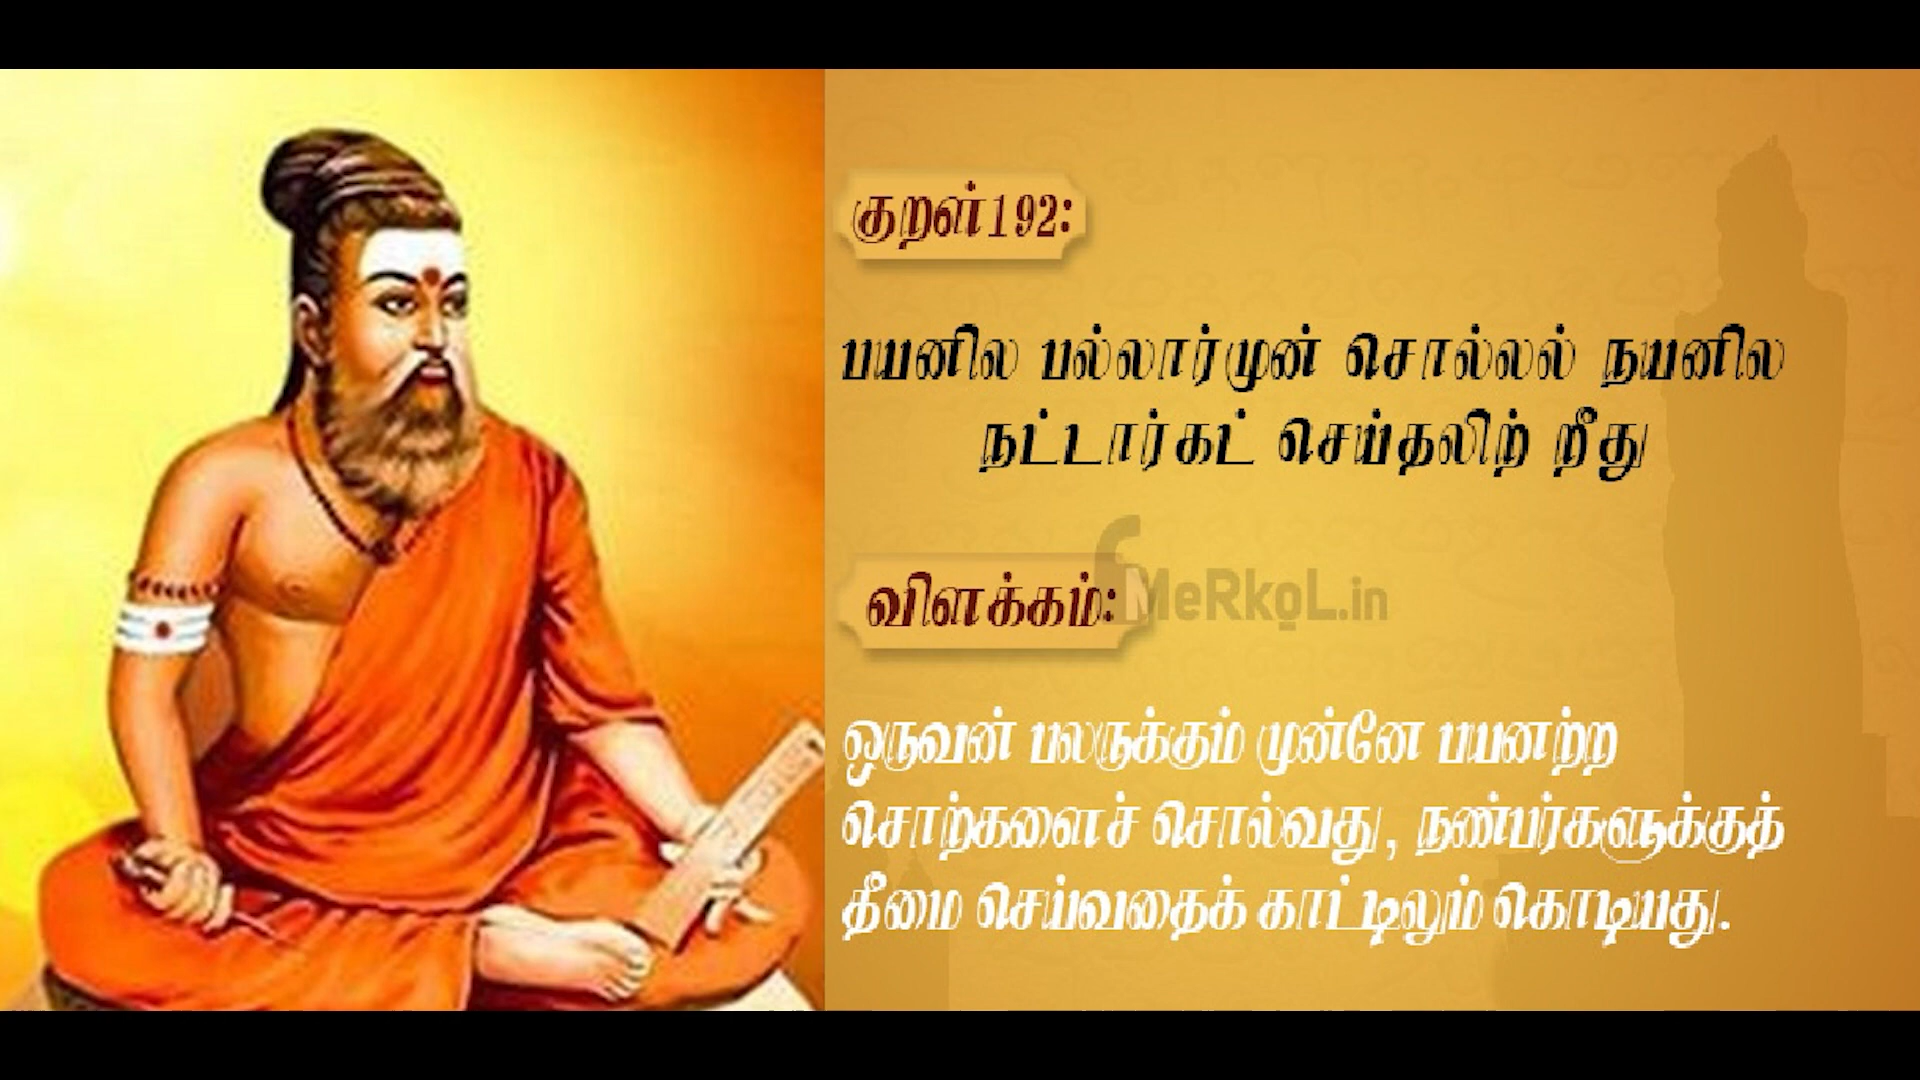 குறள் 192:
பயனில பல்லார்முன் சொல்லல் நயனில
நட்டார்கட் செய்தலிற் றீது
MeRkoL.in
விளக்கம்:
ஒருவன் பலருக்கும் முன்னே பயனற்ற
சொற்களைச் சொல்வது, நண்பர்களுக்குத்
தீமை செய்வதைக் காட்டிலும் கொடியது.